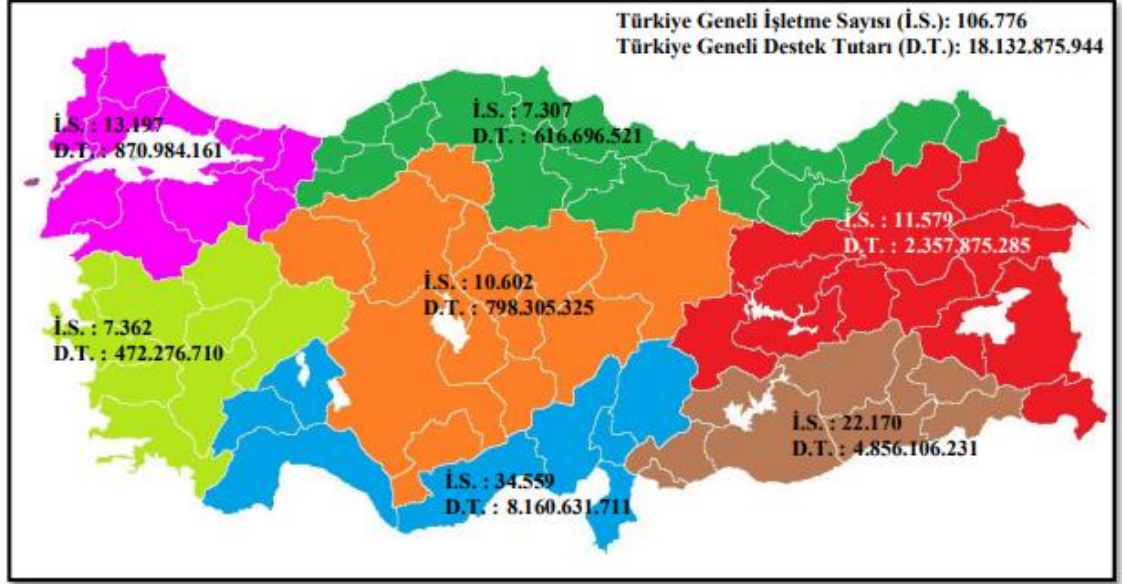 Türkiye Geneli İşletme Sayısı (İ.S.): 106.776
Türkiye Geneli Destek Tutarı (D.T.): 18.132.875.944
İ.S. : 7.307
D.T. : 616.696.521
İ.S. : 13.197
D.T. : 870.984.161
İ.S. : 11.579
D.T. : 2.357.875.285
İ.S. : 10.602
D.T. : 798.305.325
İ.S. : 7.362
D.T. : 472.276.710
İ.S. : 22.170
D.T. : 4.856.106.231
İ.S. : 34.559
D.T. : 8.160.631.711